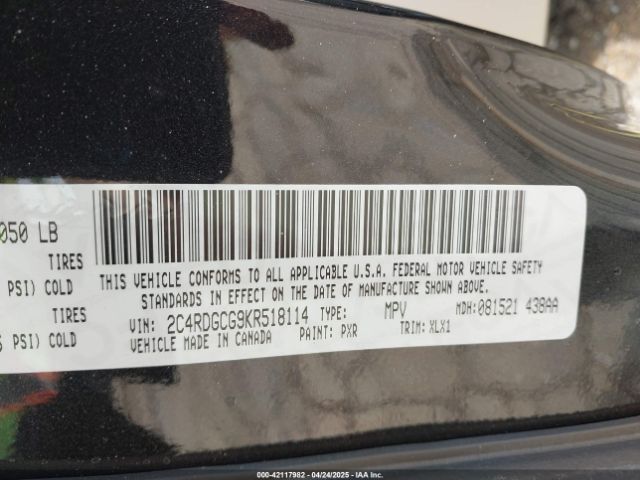 050 LB
TIRES
PSI) COLD
TIRES
PSI) COLD
THIS VEHICLE CONFORMS TO ALL APPLICABLE U.S.A. FEDERAL MOTOR VEHICLE SAFETY
STANDARDS IN EFFECT ON THE DATE OF MANUFACTURE SHOWN ABOVE.
VIN: 2C4RDGCG9KR518114 TYPE: MPV MDH: 081521 438AA
VEHICLE MADE IN CANADA PAINT: PXR TRIM: XLX1
000-42117982 - 04/24/2025 - IAA Inc.